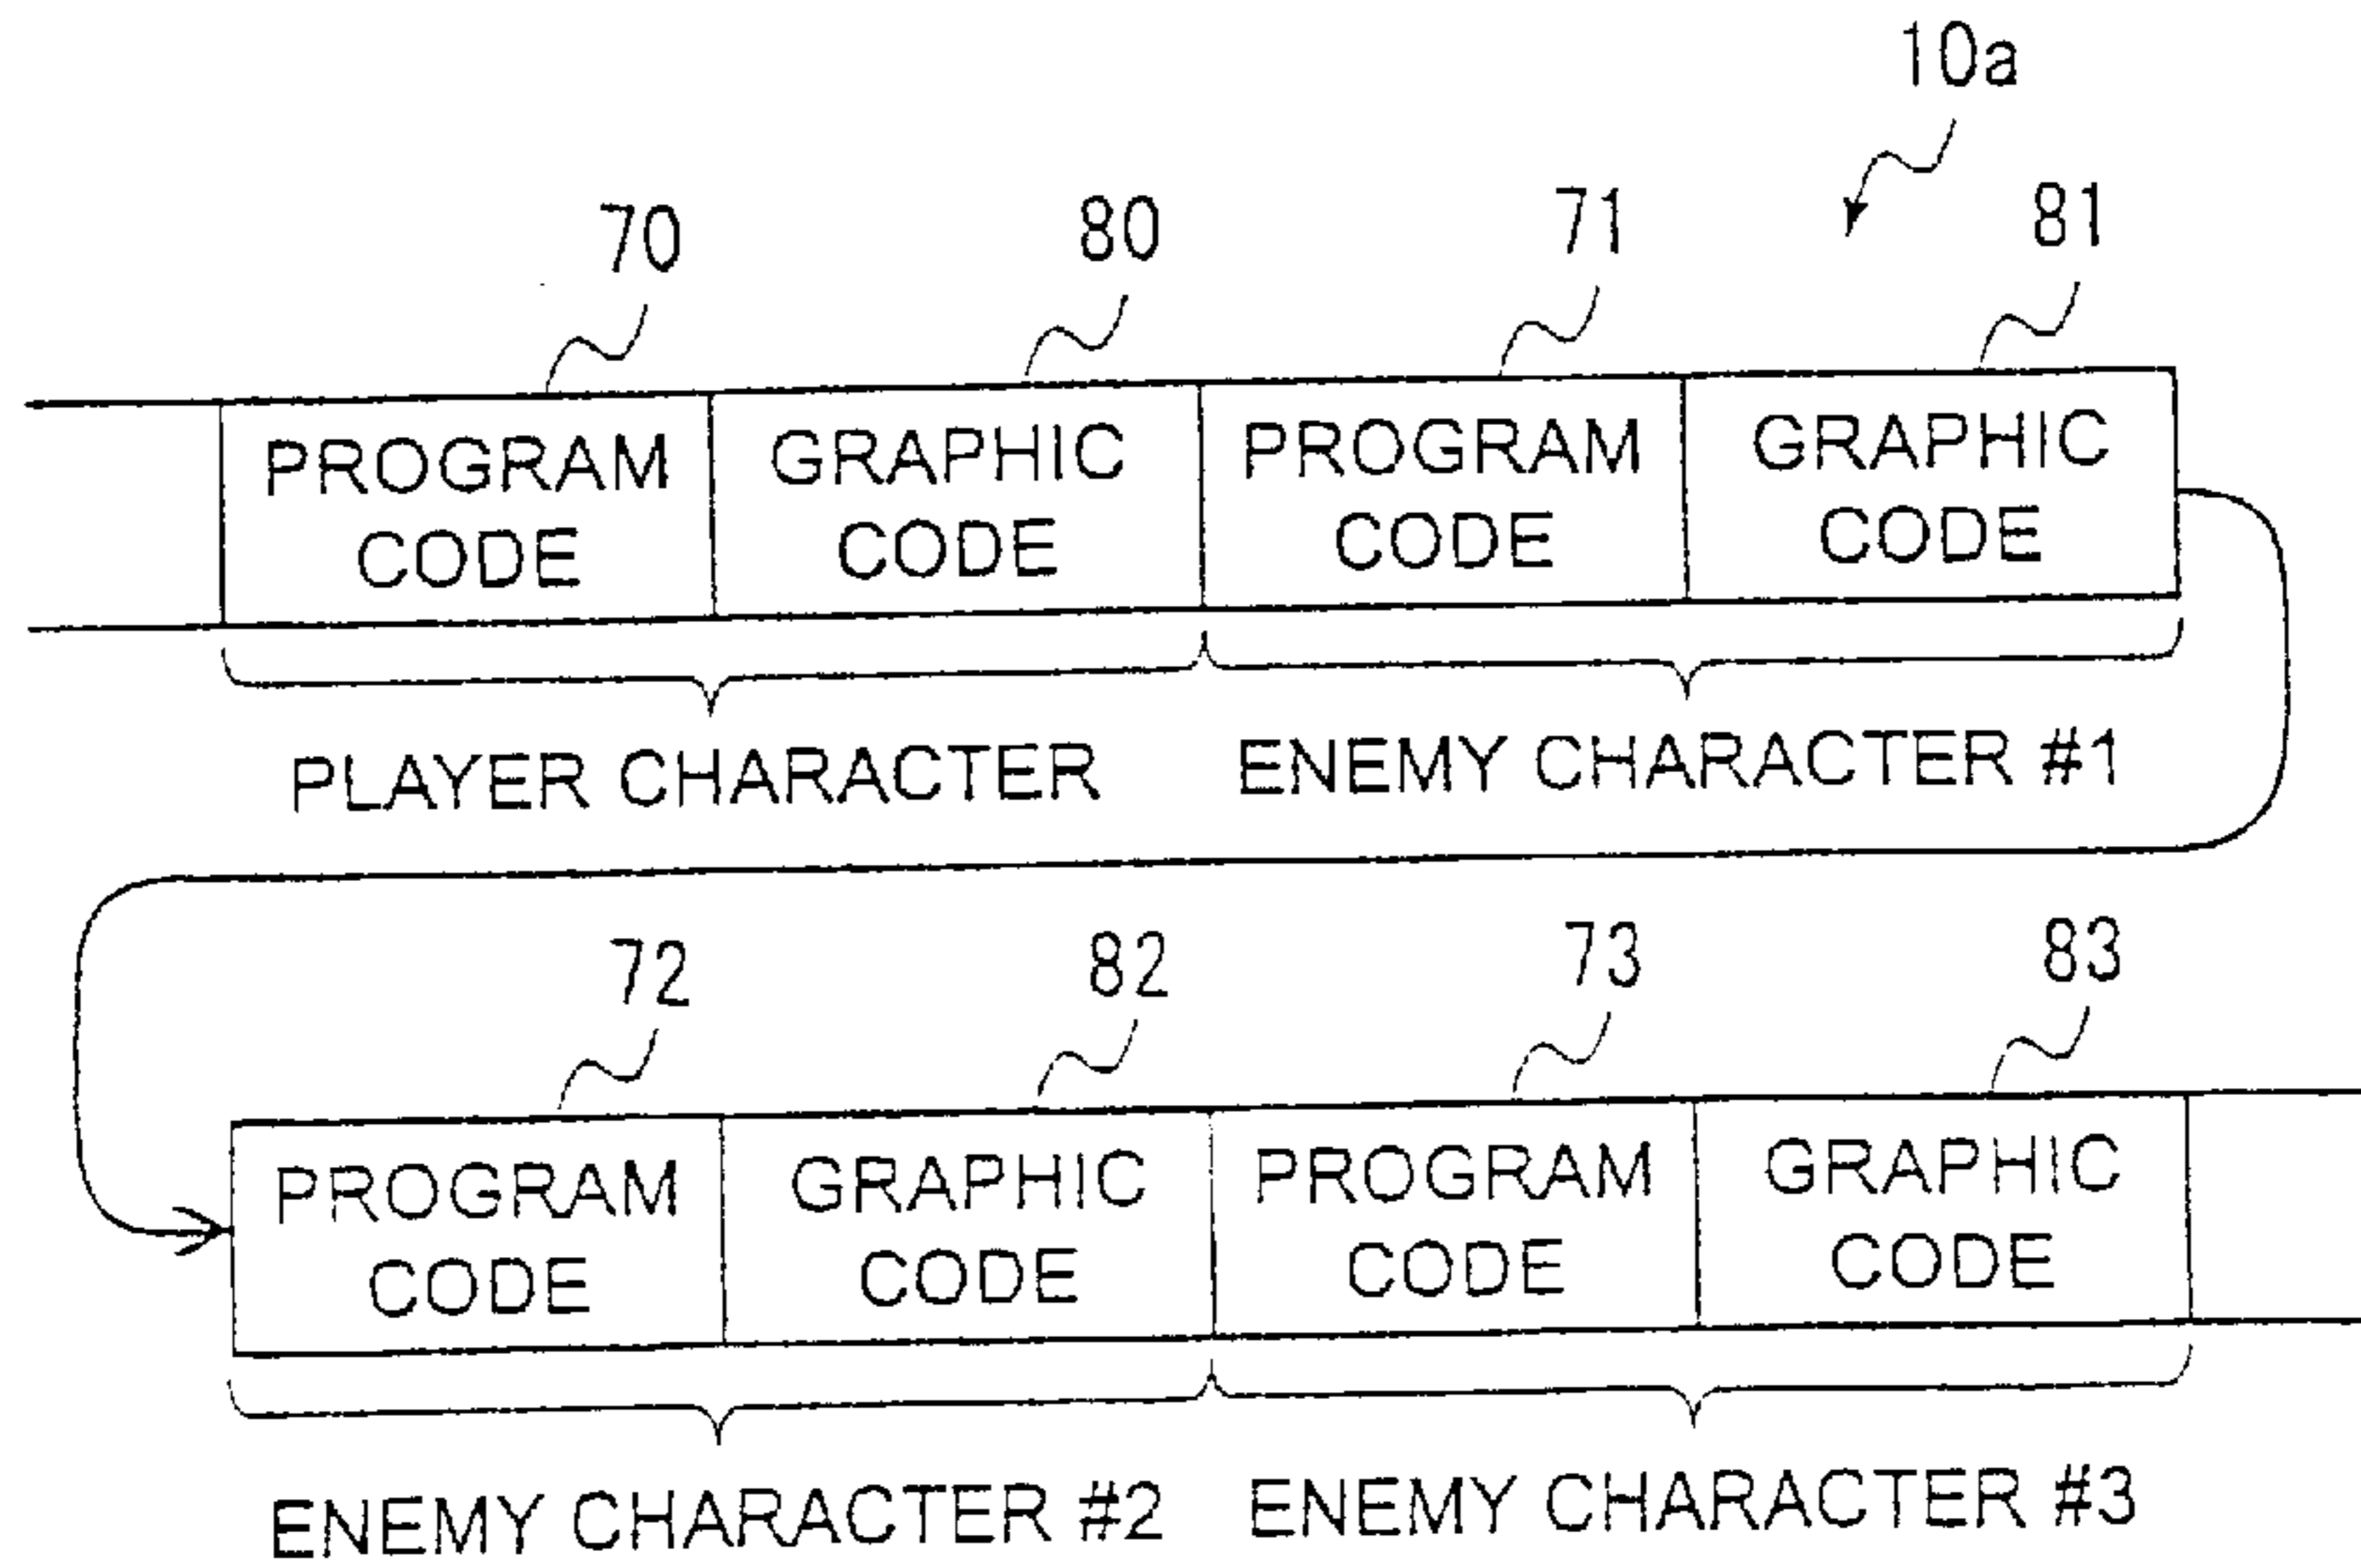 10a
70 80 71 81
PROGRAM CODE GRAPHIC CODE PROGRAM CODE GRAPHIC CODE
PLAYER CHARACTER ENEMY CHARACTER #1
72 82 73 83
PROGRAM CODE GRAPHIC CODE PROGRAM CODE GRAPHIC CODE
ENEMY CHARACTER #2 ENEMY CHARACTER #3